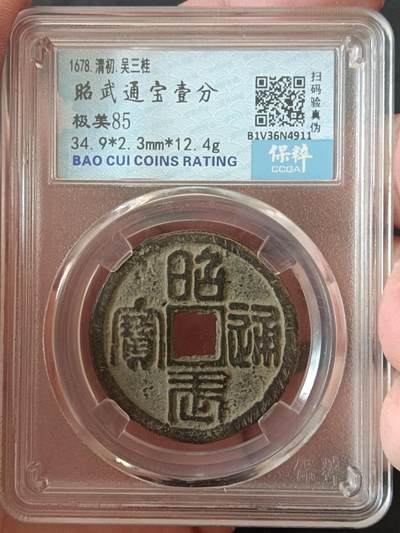 1678.清初.吴三桂
昭武通宝壹分
极美85
34.9*2.3mm*12.4g
BAO CUI COINS RATING
扫码验真伪
B1V36N4911
保粹
CCGA
昭武通寶